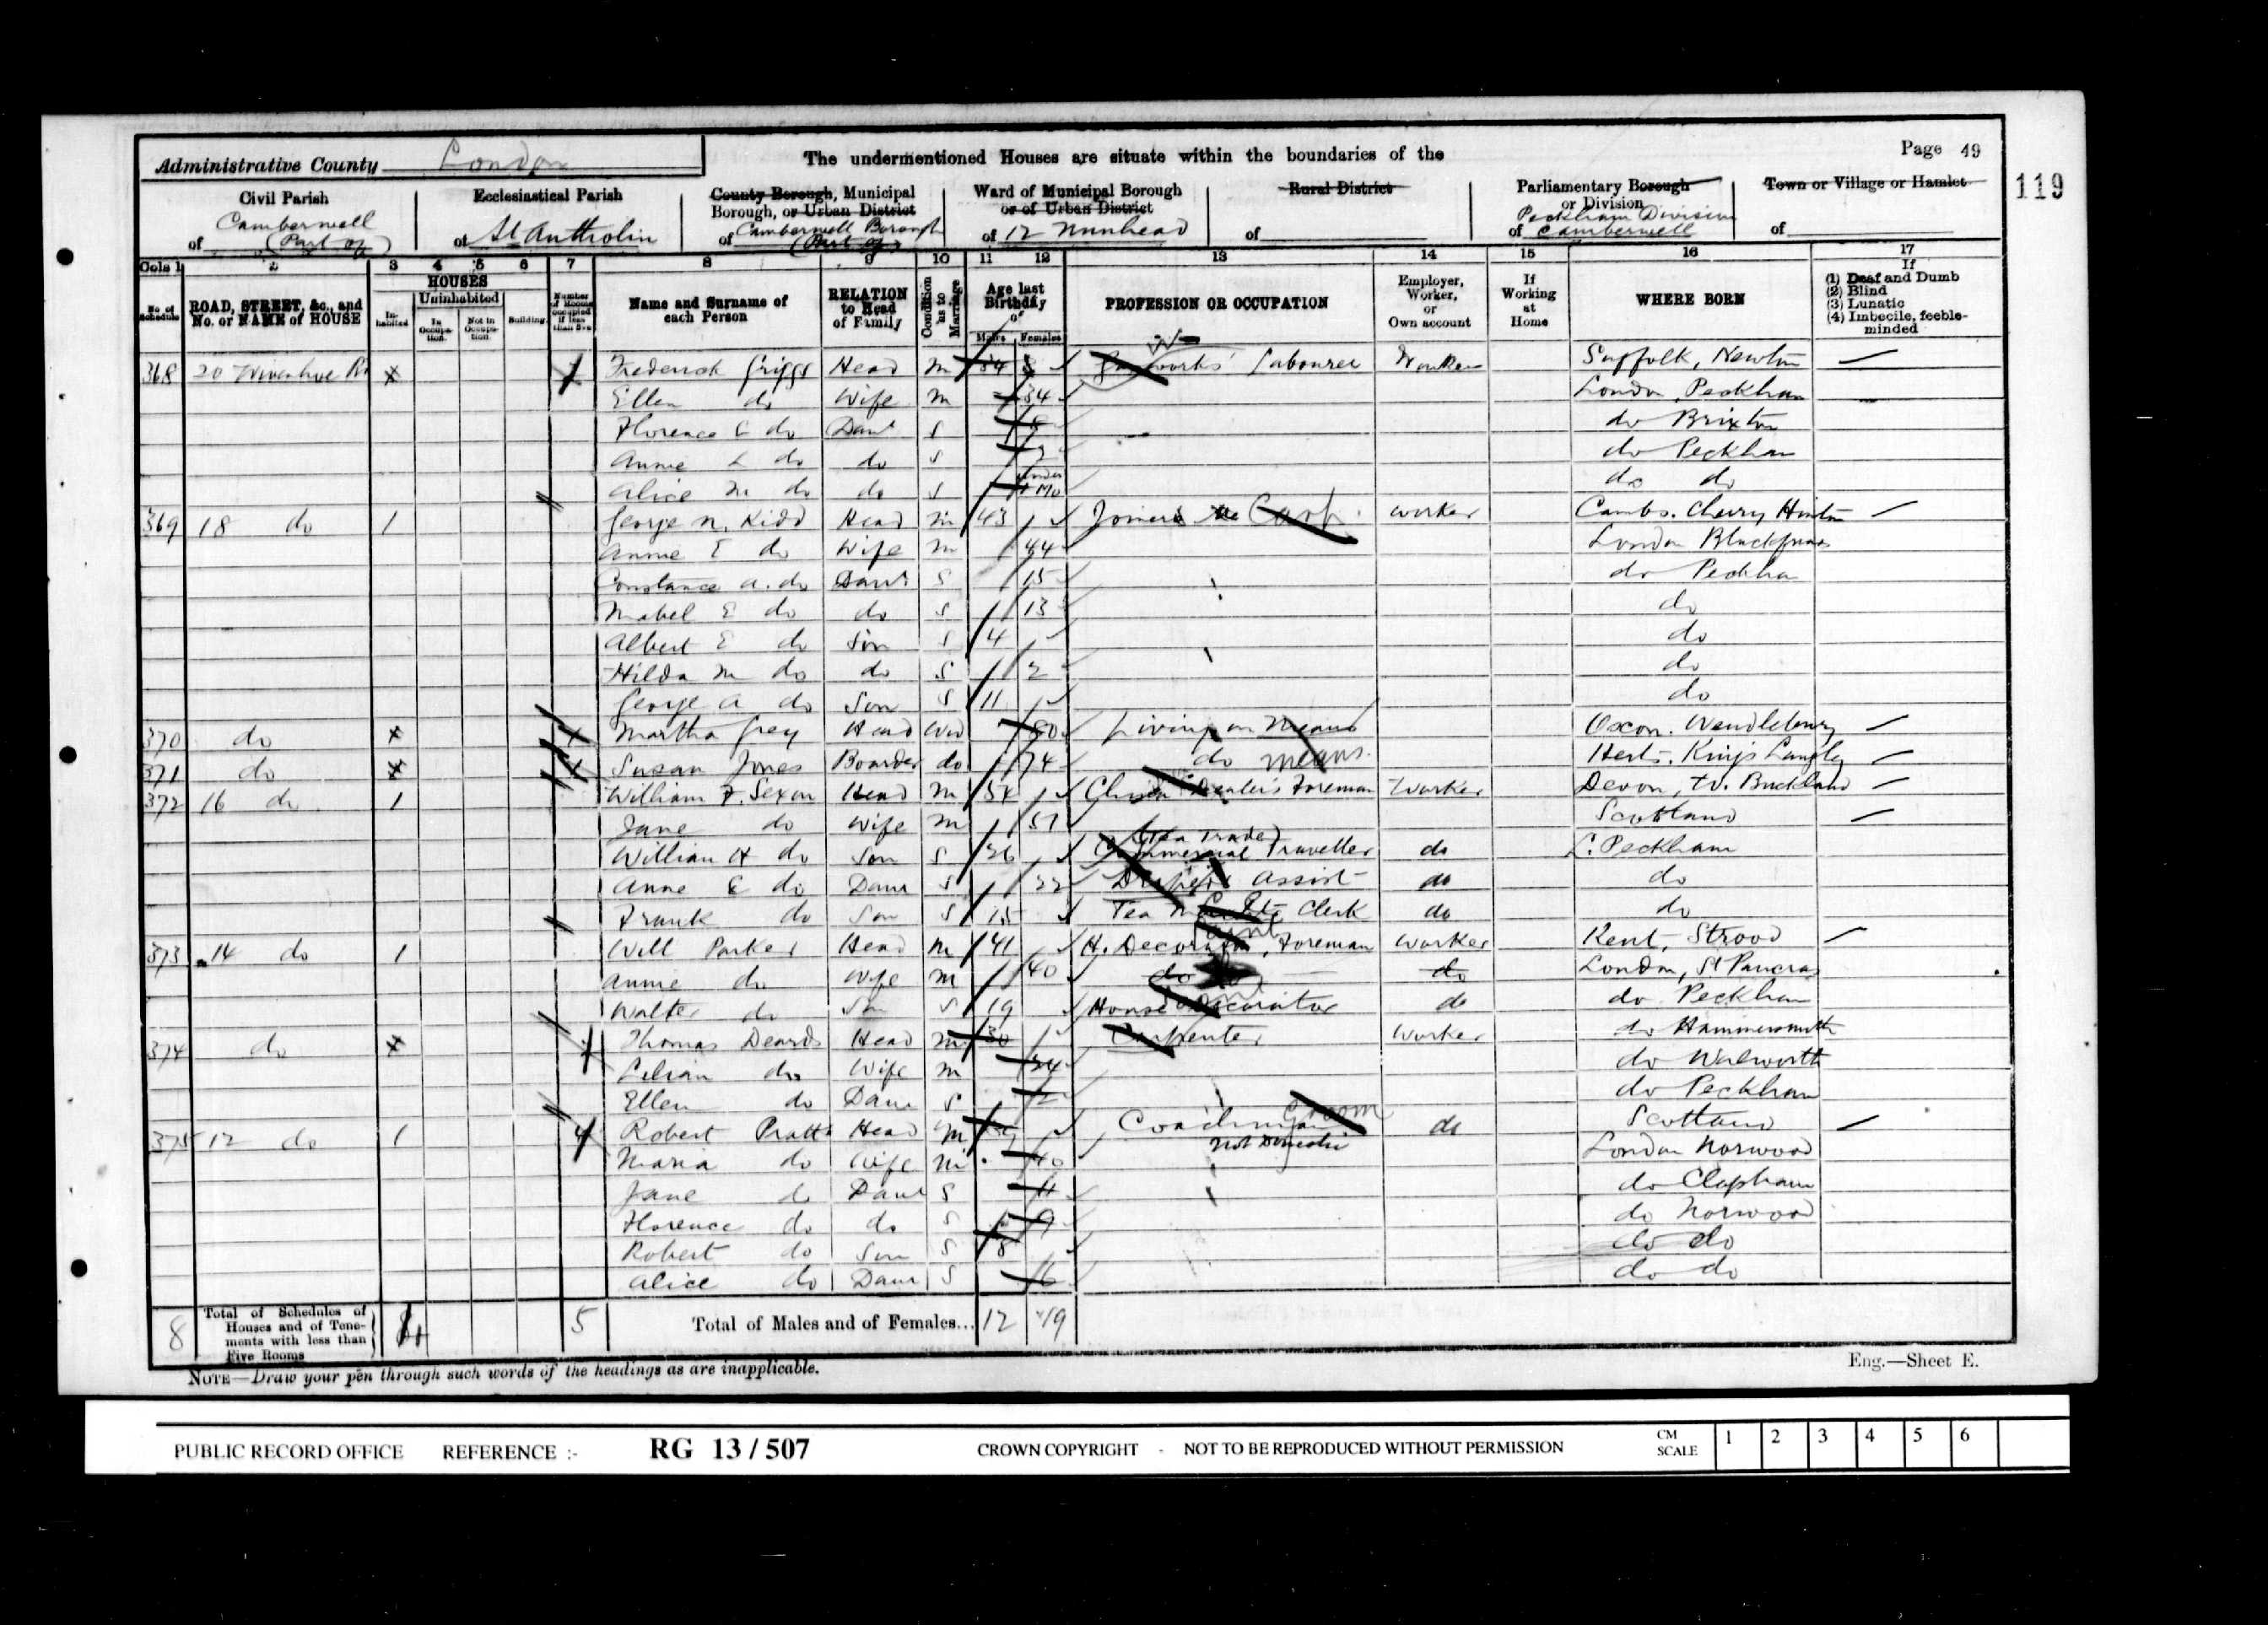 Administrative County London
The undermentioned Houses are situate within the boundaries of the
Page 49
119
Civil Parish
of Camberwell (Part of)
Ecclesiastical Parish
of St Antholin
County Borough, Municipal Borough, or Urban District
of Camberwell Borough (Part of)
Ward of Municipal Borough or of Urban District
of 12 Nunhead
Rural District
of
Parliamentary Borough or Division
of Peckham Division Camberwell
Town or Village or Hamlet
of
Cols 1 2 3 4 5 6 7 8 9 10 11 12 13 14 15 16 17
No. of Schedule
ROAD, STREET, &c., and No. or NAME of HOUSE
HOUSES
Inhabited
Uninhabited
In Occupation.
Not in Occupation.
Building
Number of Rooms occupied if less than five
Name and Surname of each Person
RELATION to Head of Family
Condition as to Marriage
Age last Birthday of
Males Females
PROFESSION OR OCCUPATION
Employer, Worker, or Own account
If Working at Home
WHERE BORN
If
(1) Deaf and Dumb
(2) Blind
(3) Lunatic
(4) Imbecile, feeble-minded
368 20 Rd x Frederick Griggs Head M 34 works' Labourer Worker Suffolk, Newton
Ellen do Wife M 34 London, Peckham
Florence E do Daur S do Brixton
Annie L do do S do Peckham
Alice M do do S under 1 Mo do do
369 18 do 1 George N. Kidd Head M 43 Joiner Carp. worker Cambs. Cherry Hinton
Annie E do Wife M 44 London Blackfriars
Constance A. do Daur S 15 do Peckham
Mabel E do do S 13 do
Albert E do Son S 4 do
Hilda M do do S 2 do
George A do Son S 11 do
370 do x Martha Grey Head Wid 80 Living on Means Oxon. Wendlebury
371 do x Susan Jones Boarder do 74 do means. Herts. Kings Langley
372 16 do 1 William F. Sexon Head M 54 Dealer's Foreman Worker Devon, W. Buckland
Jane do Wife M 51 Scotland
William H do Son S 26 Commercial Traveller (Tea Trade) do L. Peckham
Anne E do Daur S 22 Draper's Assist do do
Frank do Son S 15 Tea Clerk do do
373 14 do 1 Will Parker Head M 41 H. Decorator, Foreman Paint Worker Kent, Strood
Annie do Wife M 40 do do London, St Pancras
Walter do Son S 19 House Decorator do do Peckham
374 do x Thomas Deards Head M 30 Carpenter Worker do Hammersmith
Lilian do Wife M 24 do Walworth
Ellen do Daur S 2 do Peckham
375 12 do 1 4 Robert Pratt Head M Coachman Groom Not Domestic do Scotland
Maria do Wife M 40 London Norwood
Jane do Daur S 11 do Clapham
Florence do do S 9 do Norwood
Robert do Son S 8 do do
Alice do Daur S 6 do do
8 Total of Schedules of Houses and of Tenements with less than Five Rooms 4 5 Total of Males and of Females... 12 19
NOTE—Draw your pen through such words of the headings as are inapplicable.
Eng.—Sheet E.
PUBLIC RECORD OFFICE REFERENCE :- RG 13 / 507 CROWN COPYRIGHT - NOT TO BE REPRODUCED WITHOUT PERMISSION CM SCALE 1 2 3 4 5 6